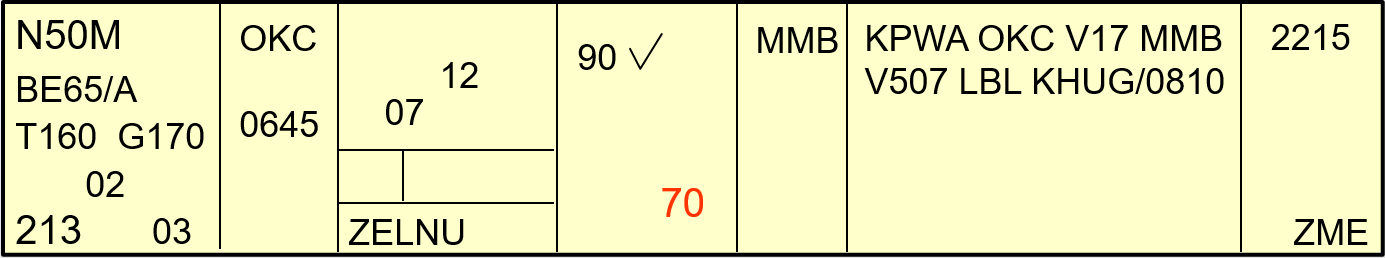 N50M
BE65/A
T160 G170
02
213 03
OKC
0645
12
07
ZELNU
90 ✓
70
MMB
KPWA OKC V17 MMB
V507 LBL KHUG/0810
2215
ZME